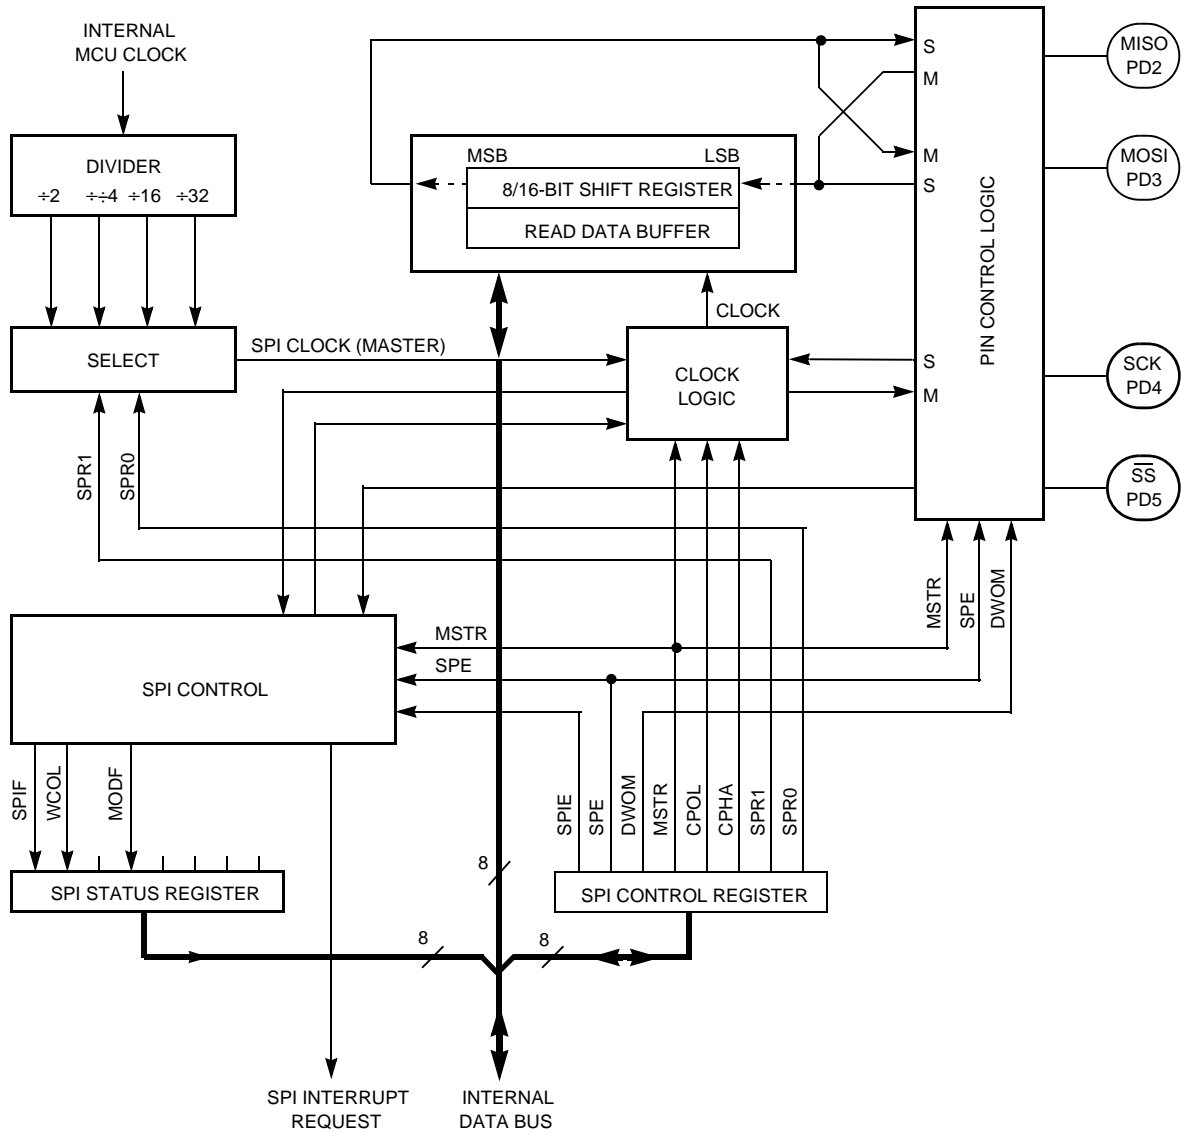 INTERNAL
MCU CLOCK
DIVIDER
÷2 ÷÷4 ÷16 ÷32
SELECT
SPR1
SPR0
SPI CLOCK (MASTER)
MSB LSB
8/16-BIT SHIFT REGISTER
READ DATA BUFFER
CLOCK
CLOCK
LOGIC
S
M
M
S
S
M
PIN CONTROL LOGIC
MISO
PD2
MOSI
PD3
SCK
PD4
SS
PD5
MSTR
SPE
DWOM
MSTR
SPE
SPI CONTROL
SPIF
WCOL
MODF
SPIE
SPE
DWOM
MSTR
CPOL
CPHA
SPR1
SPR0
8
SPI STATUS REGISTER
SPI CONTROL REGISTER
8
8
SPI INTERRUPT
REQUEST
INTERNAL
DATA BUS